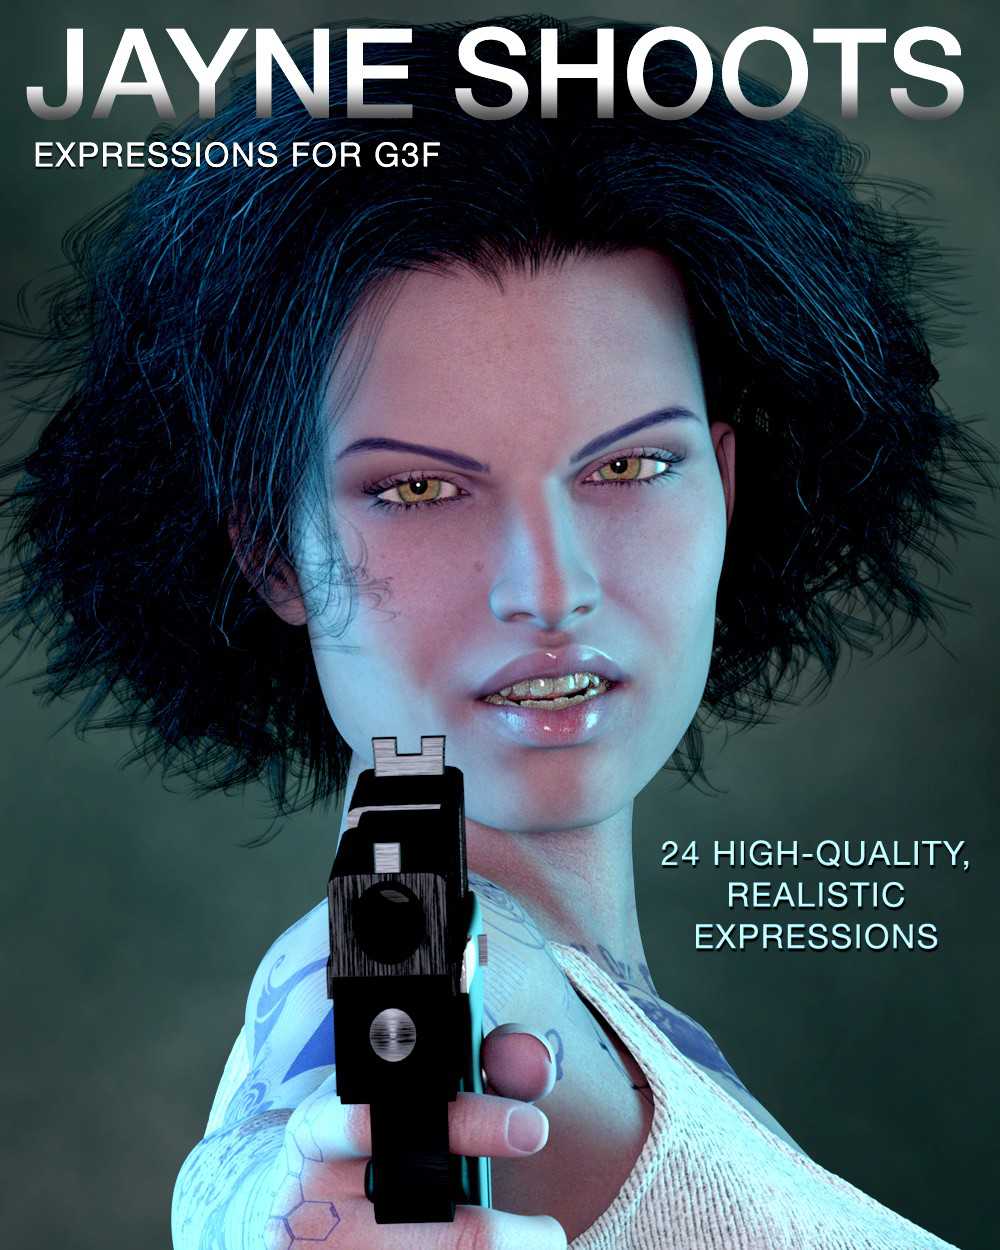 JAYNE SHOOTS
EXPRESSIONS FOR G3F
24 HIGH-QUALITY,
REALISTIC
EXPRESSIONS